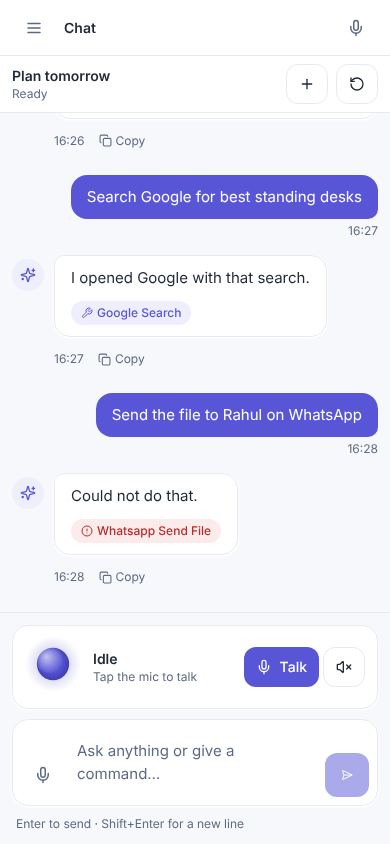 Chat
Plan tomorrow
Ready
16:26 Copy
Search Google for best standing desks
16:27
I opened Google with that search.
Google Search
16:27 Copy
Send the file to Rahul on WhatsApp
16:28
Could not do that.
Whatsapp Send File
16:28 Copy
Idle
Tap the mic to talk
Talk
Ask anything or give a
command...
Enter to send · Shift+Enter for a new line